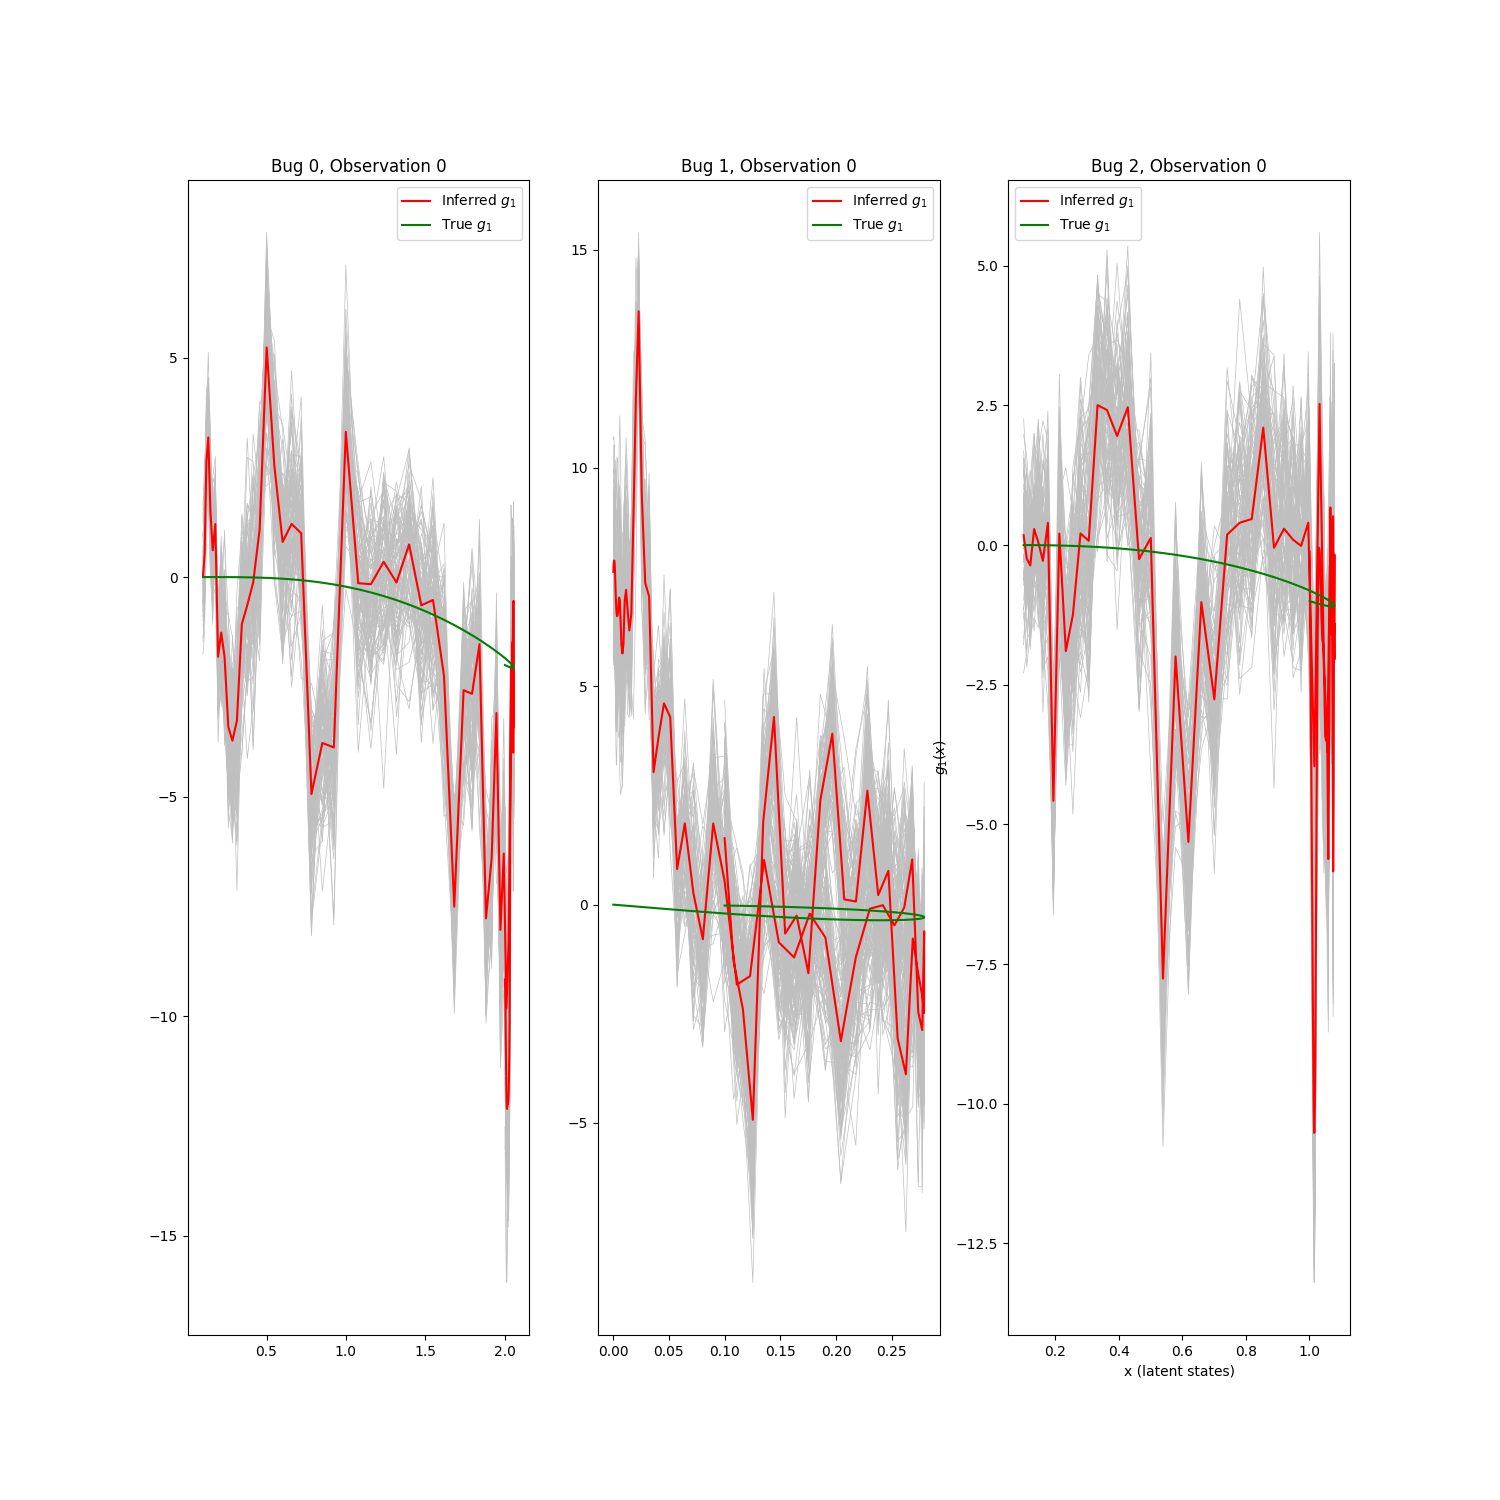 Bug 0, Observation 0
Inferred g₁
True g₁
5
0
−5
−10
−15
0.5 1.0 1.5 2.0
Bug 1, Observation 0
Inferred g₁
True g₁
15
10
5
0
−5
0.00 0.05 0.10 0.15 0.20 0.25
Bug 2, Observation 0
Inferred g₁
True g₁
g₁(x)
5.0
2.5
0.0
−2.5
−5.0
−7.5
−10.0
−12.5
0.2 0.4 0.6 0.8 1.0
x (latent states)